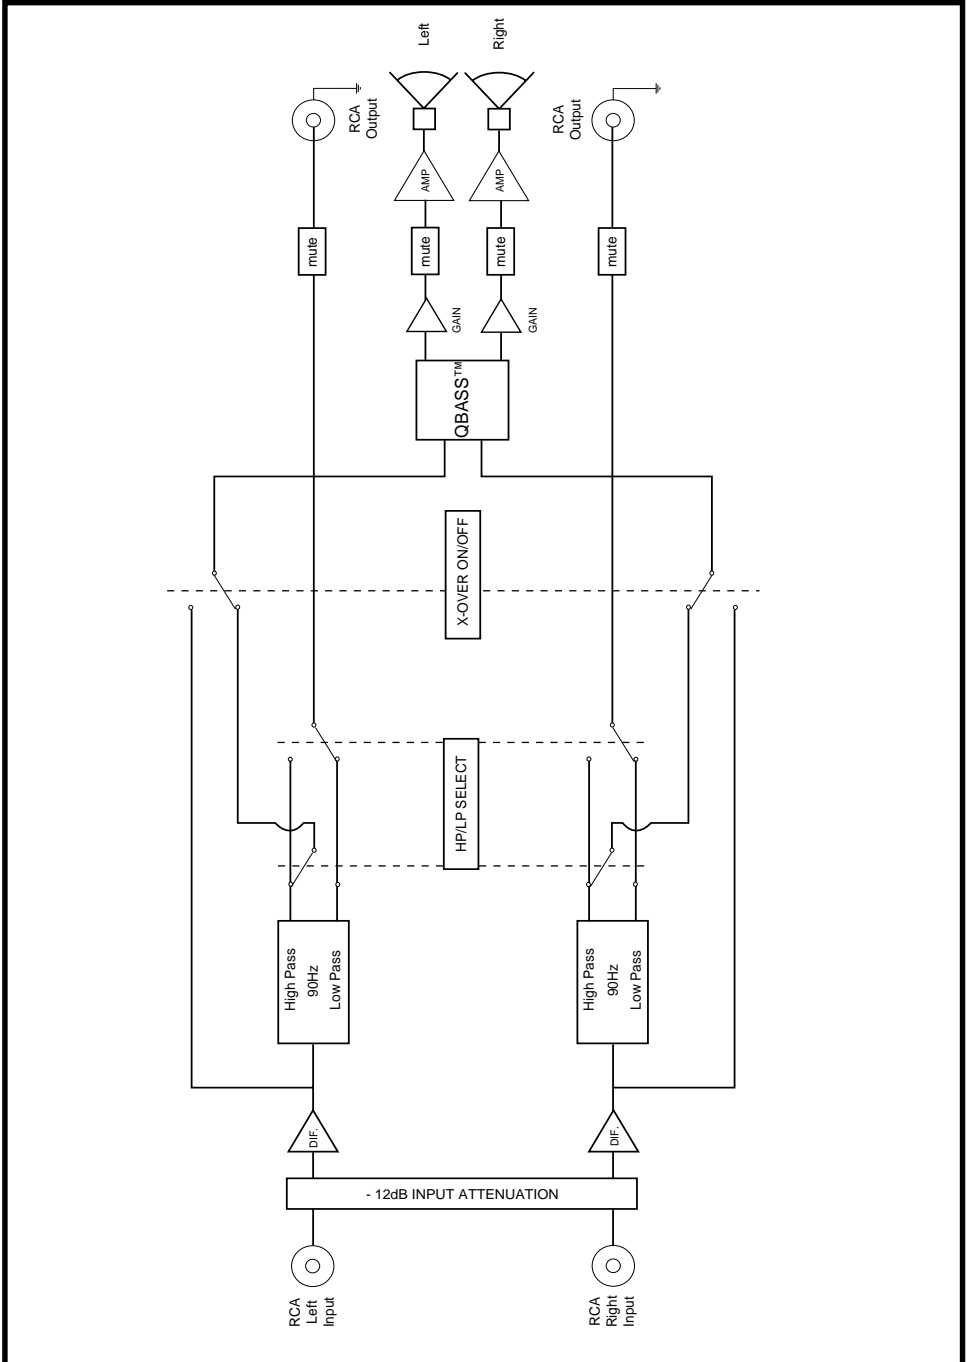 Left
Right
RCA
Output
RCA
Output
AMP
AMP
mute
mute
mute
mute
GAIN
GAIN
QBASS™
X-OVER ON/OFF
HP/LP SELECT
High Pass
90Hz
Low Pass
High Pass
90Hz
Low Pass
DIF.
DIF.
- 12dB INPUT ATTENUATION
RCA
Left
Input
RCA
Right
Input